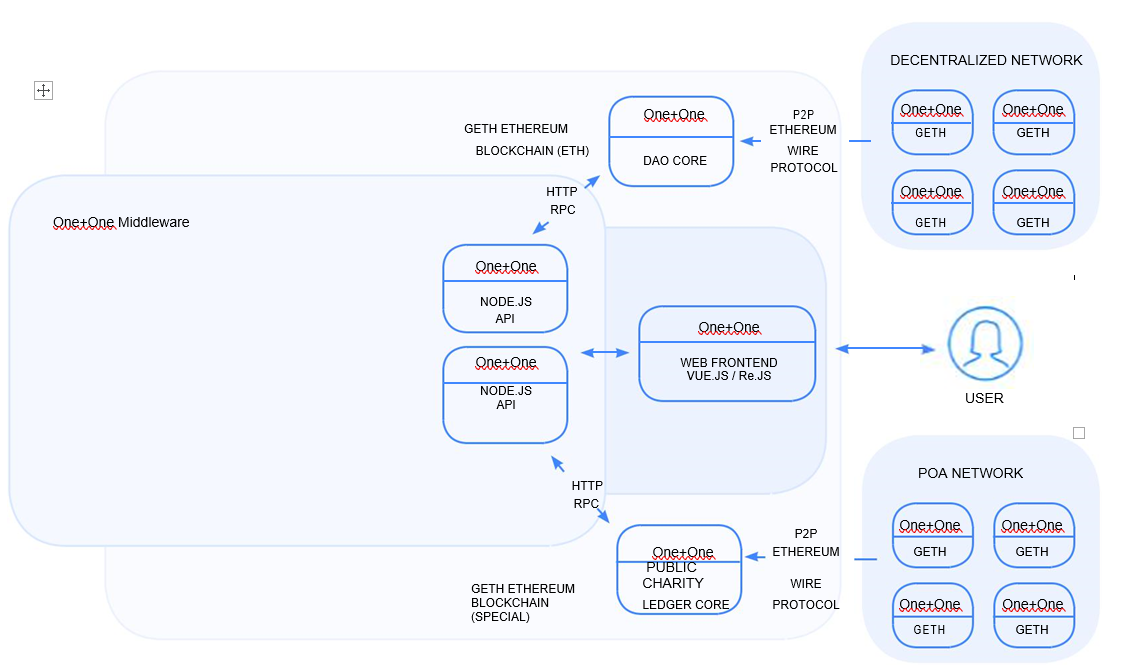 DECENTRALIZED NETWORK
One+One
GETH
One+One
GETH
One+One
GETH
One+One
GETH
One+One
DAO CORE
P2P
ETHEREUM
WIRE
PROTOCOL
GETH ETHEREUM
BLOCKCHAIN (ETH)
HTTP
RPC
One+One Middleware
One+One
NODE.JS
API
One+One
NODE.JS
API
One+One
WEB FRONTEND
VUE.JS / Re.JS
USER
HTTP
RPC
GETH ETHEREUM
BLOCKCHAIN
(SPECIAL)
One+One
PUBLIC
CHARITY
LEDGER CORE
P2P
ETHEREUM
WIRE
PROTOCOL
POA NETWORK
One+One
GETH
One+One
GETH
One+One
GETH
One+One
GETH